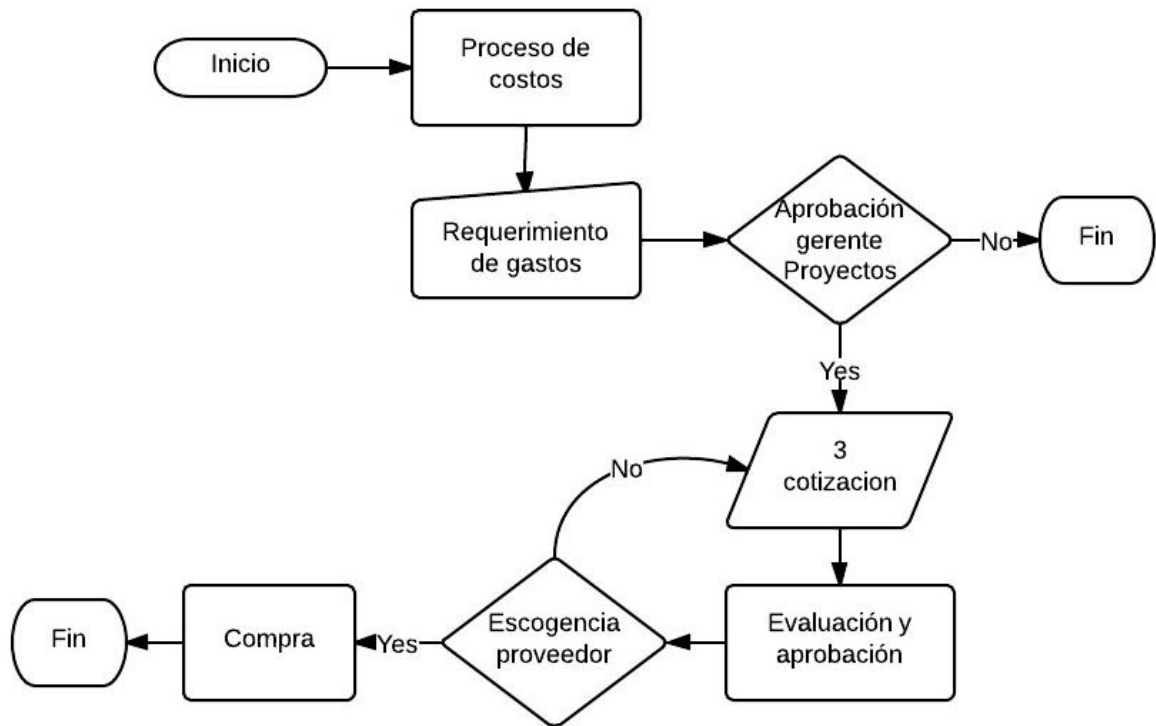 Inicio
Proceso de
costos
Requerimiento
de gastos
Aprobación
gerente
Proyectos
No
Fin
Yes
3
cotizacion
No
Evaluación y
aprobación
Escogencia
proveedor
Yes
Compra
Fin